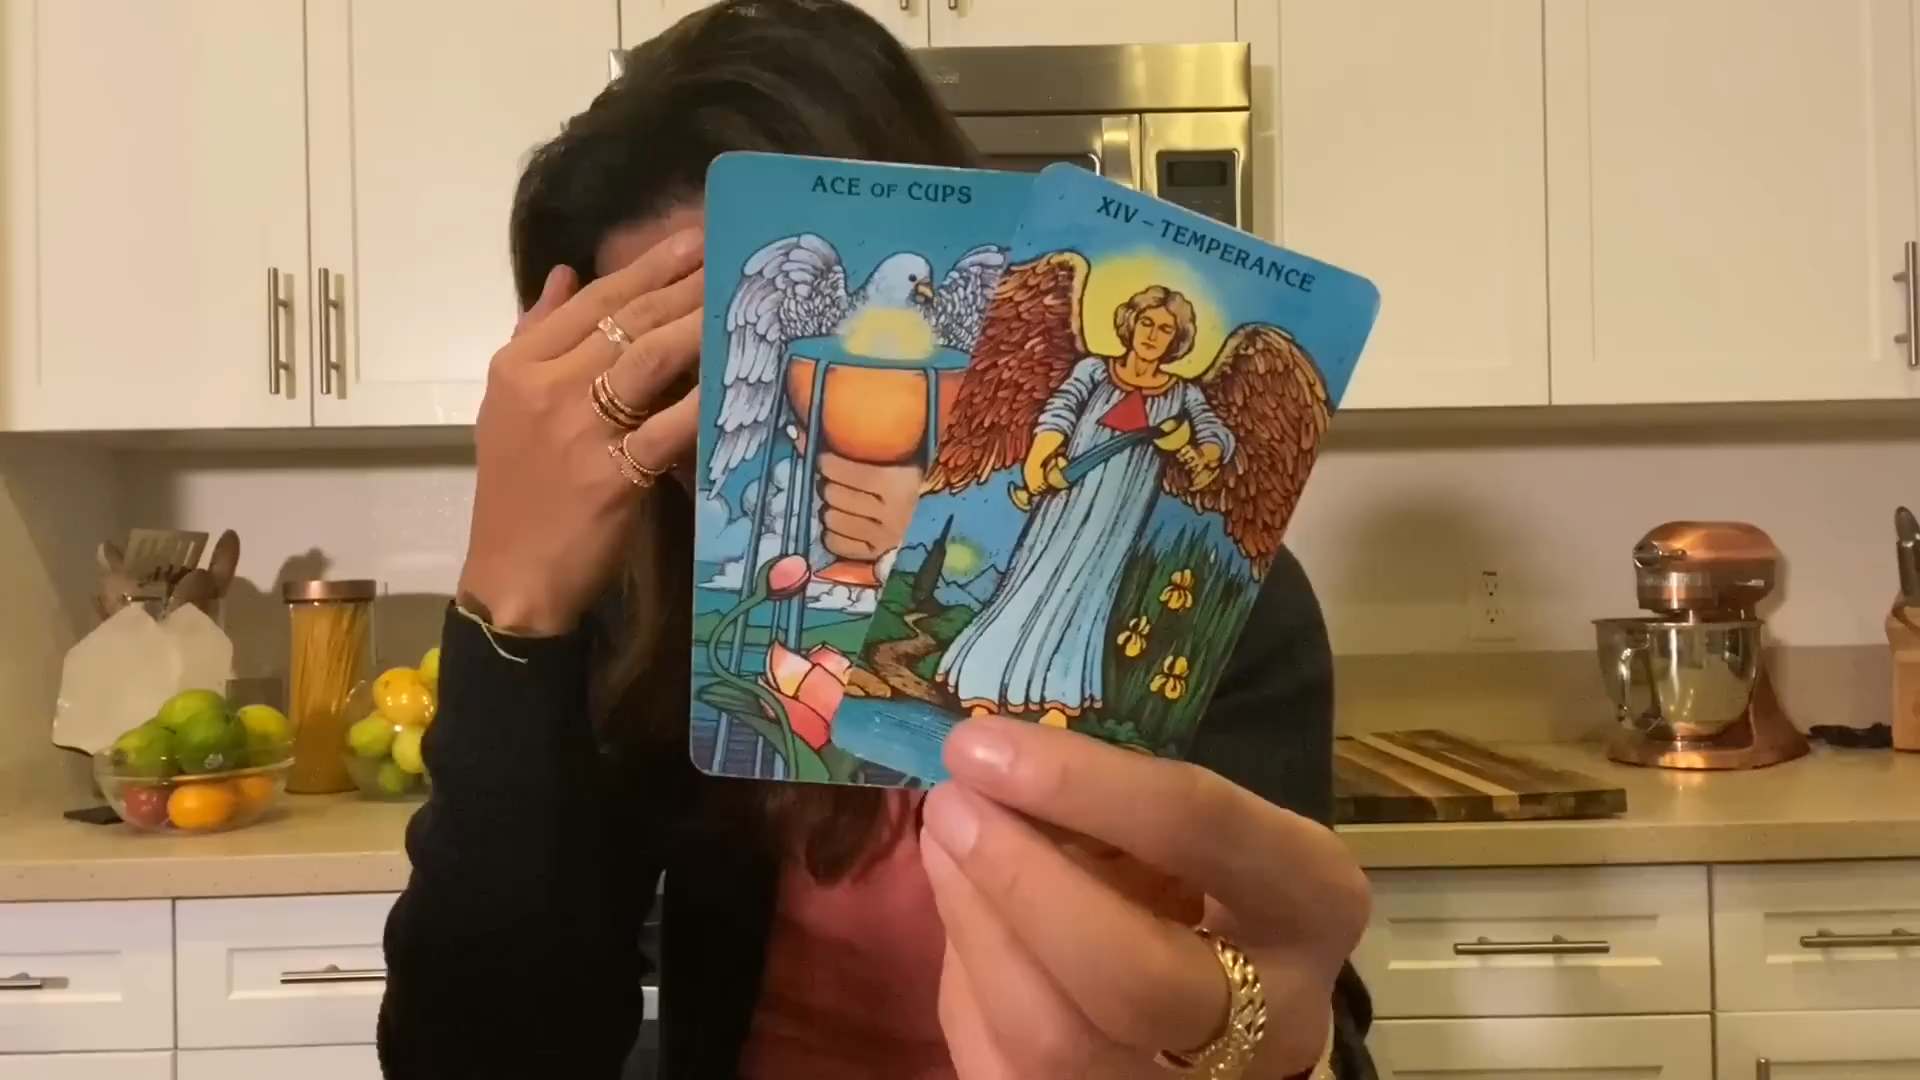 ACE OF CUPS
XIV – TEMPERANCE